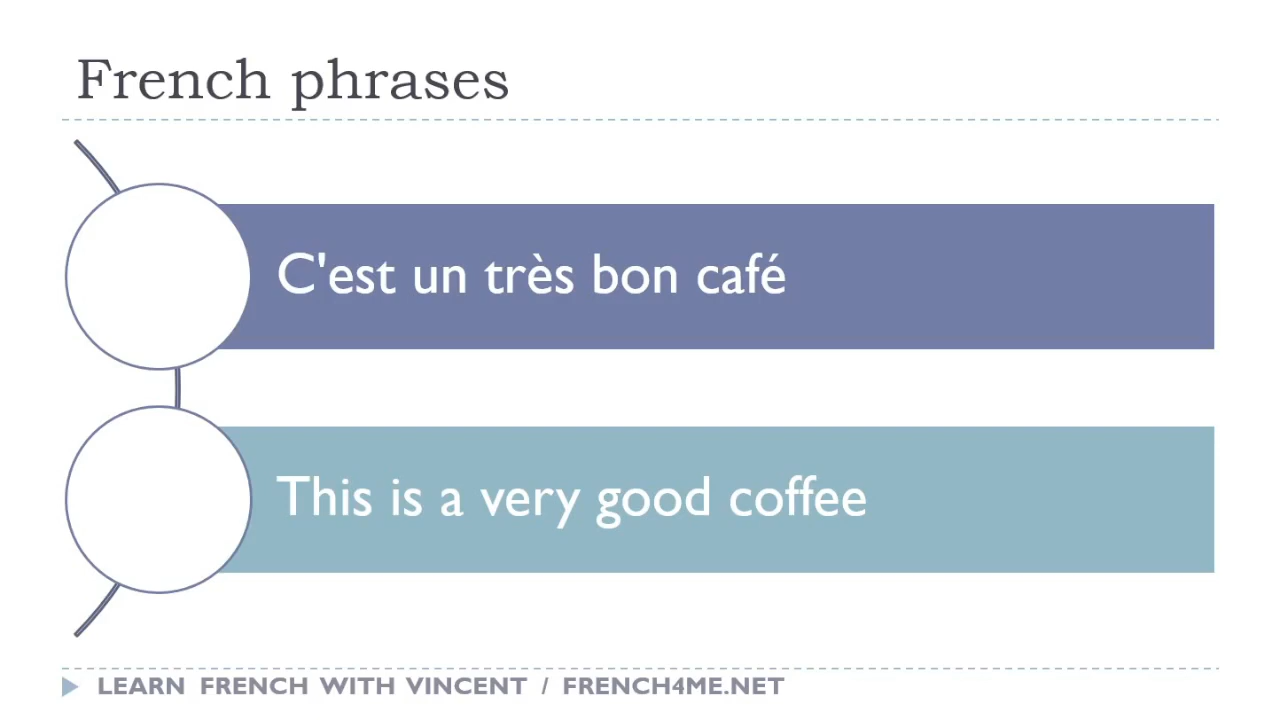 French phrases
C'est un très bon café
This is a very good coffee
LEARN FRENCH WITH VINCENT / FRENCH4ME.NET